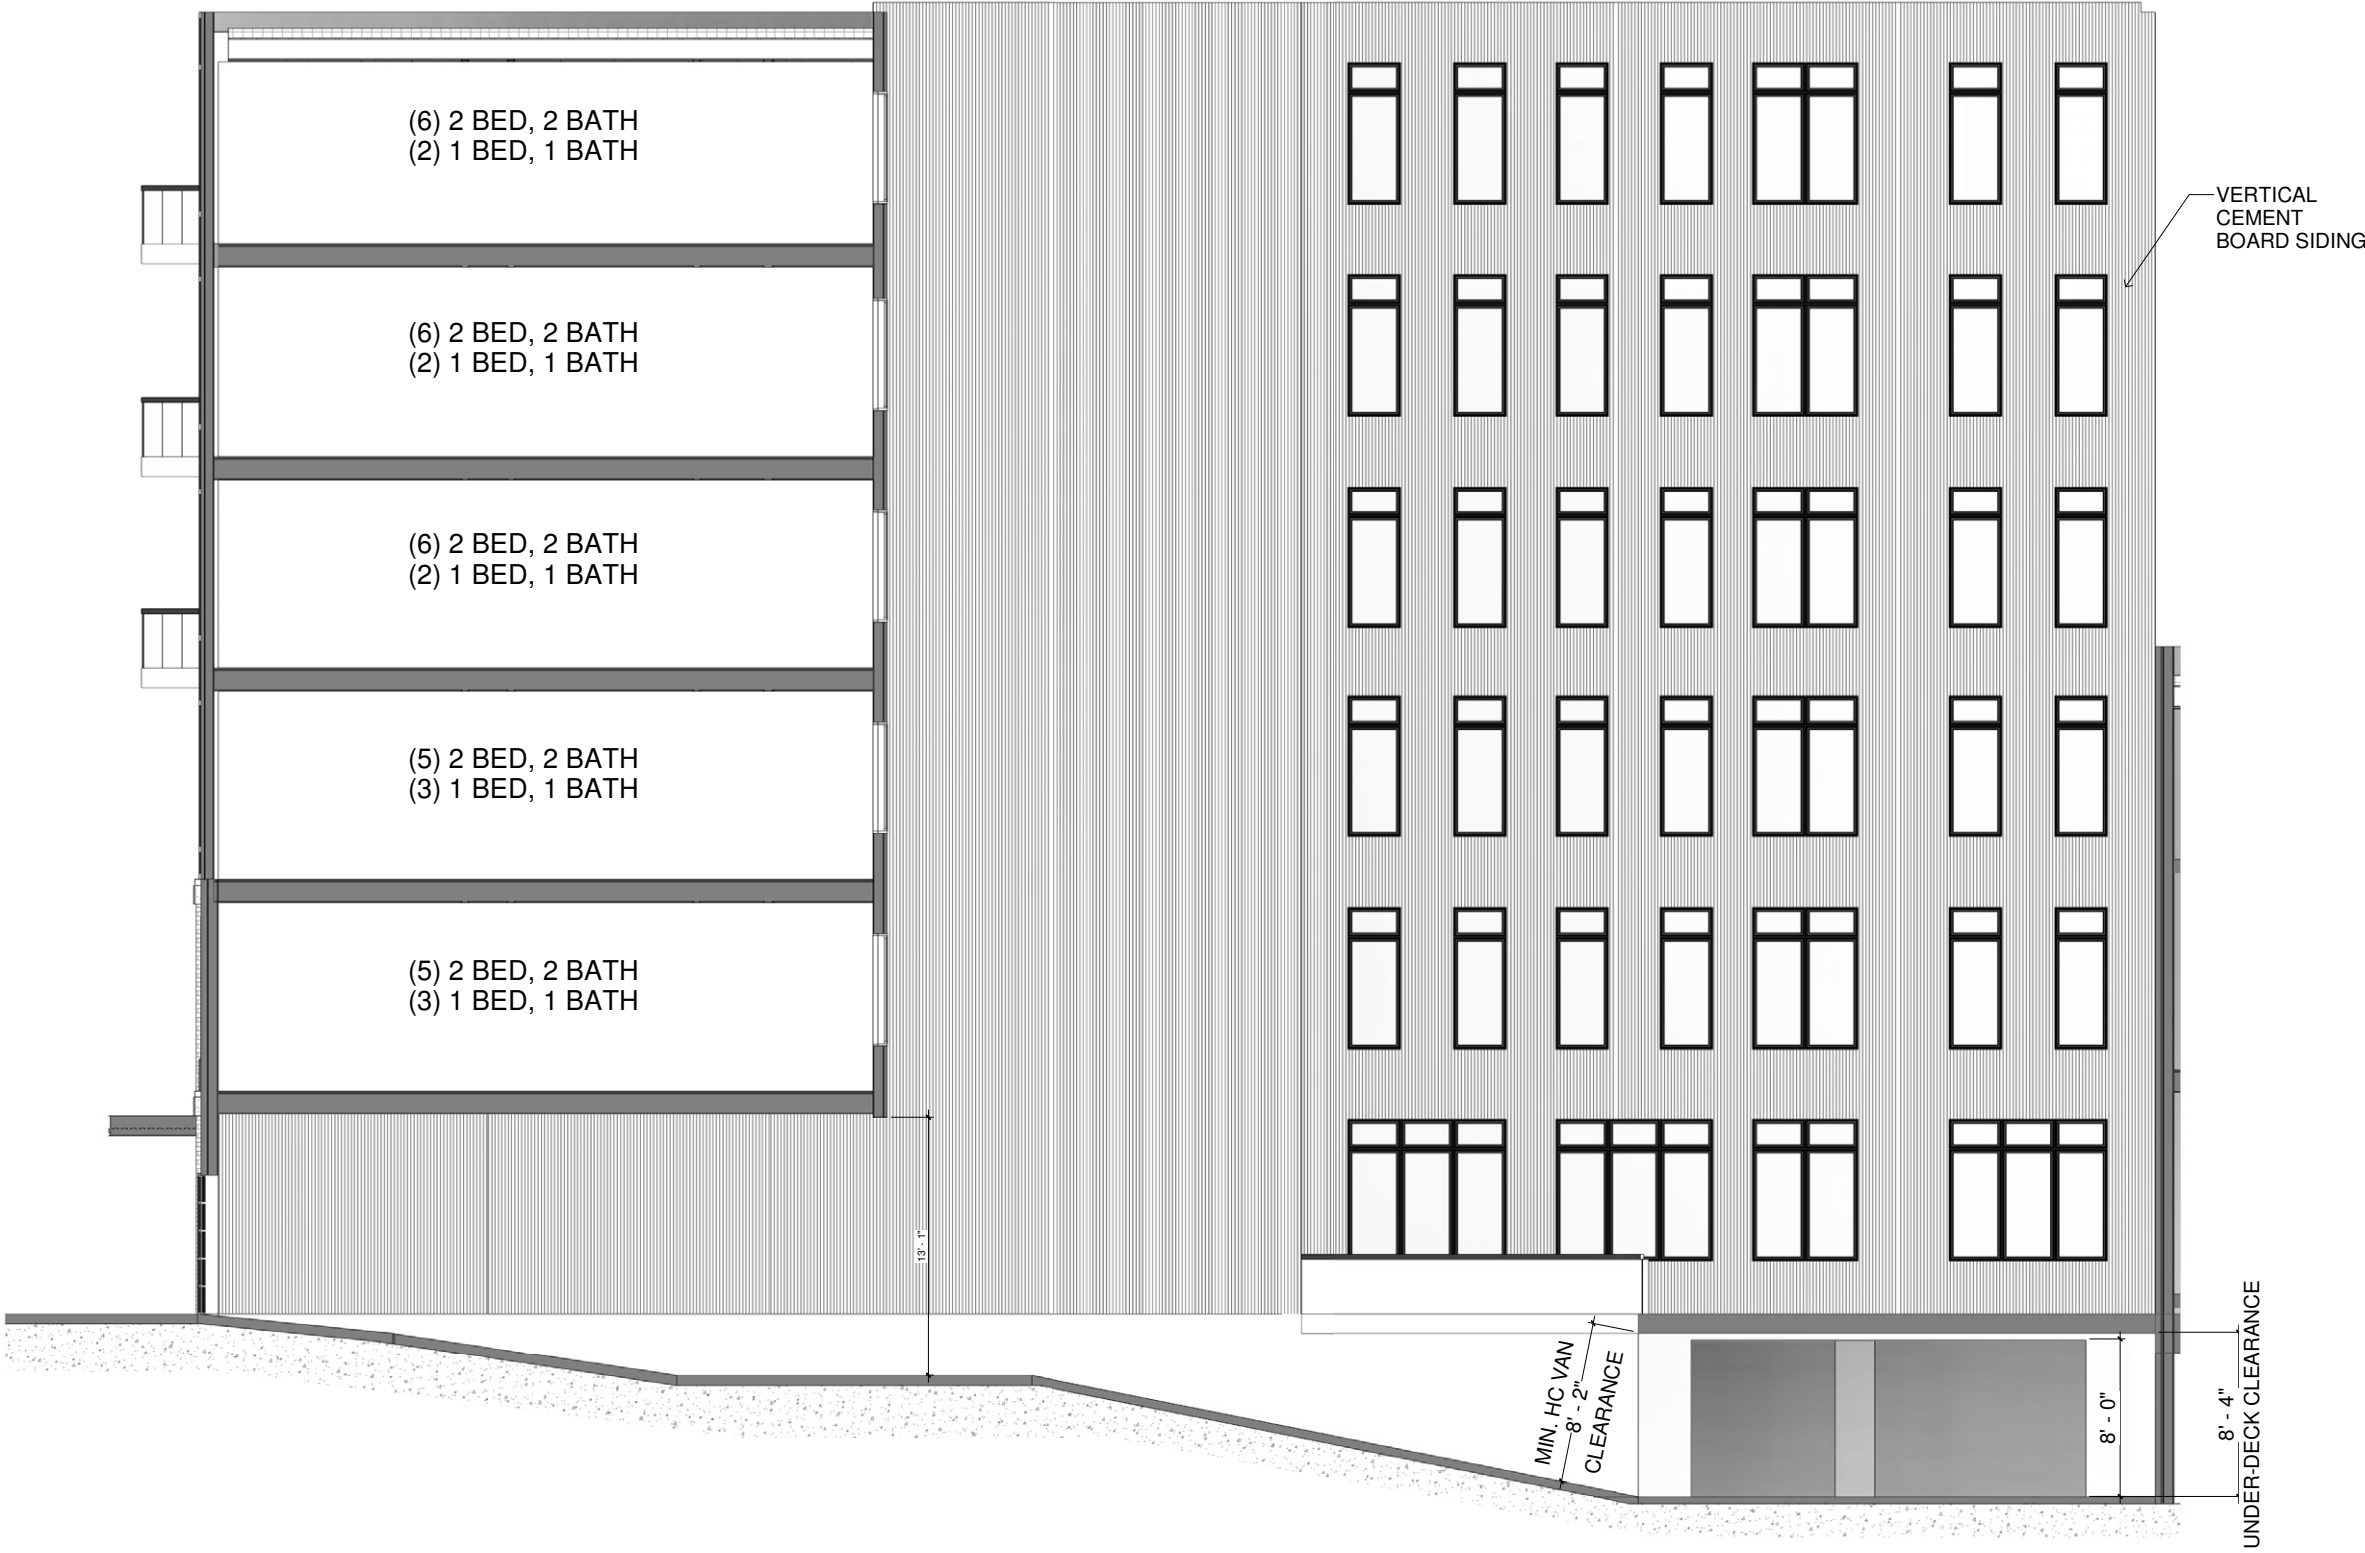 (6) 2 BED, 2 BATH
(2) 1 BED, 1 BATH
VERTICAL
CEMENT
BOARD SIDING
(6) 2 BED, 2 BATH
(2) 1 BED, 1 BATH
(6) 2 BED, 2 BATH
(2) 1 BED, 1 BATH
(5) 2 BED, 2 BATH
(3) 1 BED, 1 BATH
(5) 2 BED, 2 BATH
(3) 1 BED, 1 BATH
13' - 1"
MIN. HC VAN
8' - 2"
CLEARANCE
8' - 0"
8' - 4"
UNDER-DECK CLEARANCE